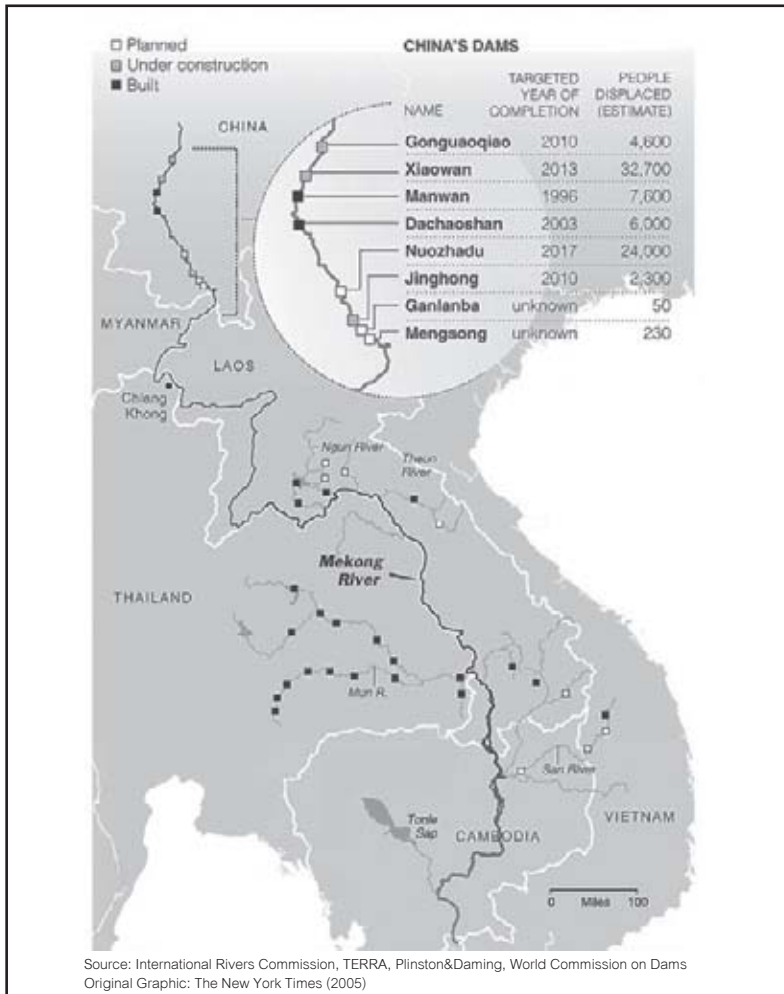 Planned
Under construction
Built
CHINA'S DAMS
NAME
TARGETED YEAR OF COMPLETION
PEOPLE DISPLACED (ESTIMATE)
Gonguaoqiao 2010 4,600
Xiaowan 2013 32,700
Manwan 1996 7,600
Dachaoshan 2003 6,000
Nuozhadu 2017 24,000
Jinghong 2010 2,300
Ganlanba unknown 50
Mengsong unknown 230
CHINA
MYANMAR
LAOS
Chiang
Khong
Ngun River
Theun
River
Mekong
River
THAILAND
Mun R.
San River
VIETNAM
Tonle
Sap
CAMBODIA
0 Miles 100
Source: International Rivers Commission, TERRA, Plinston&Daming, World Commission on Dams
Original Graphic: The New York Times (2005)